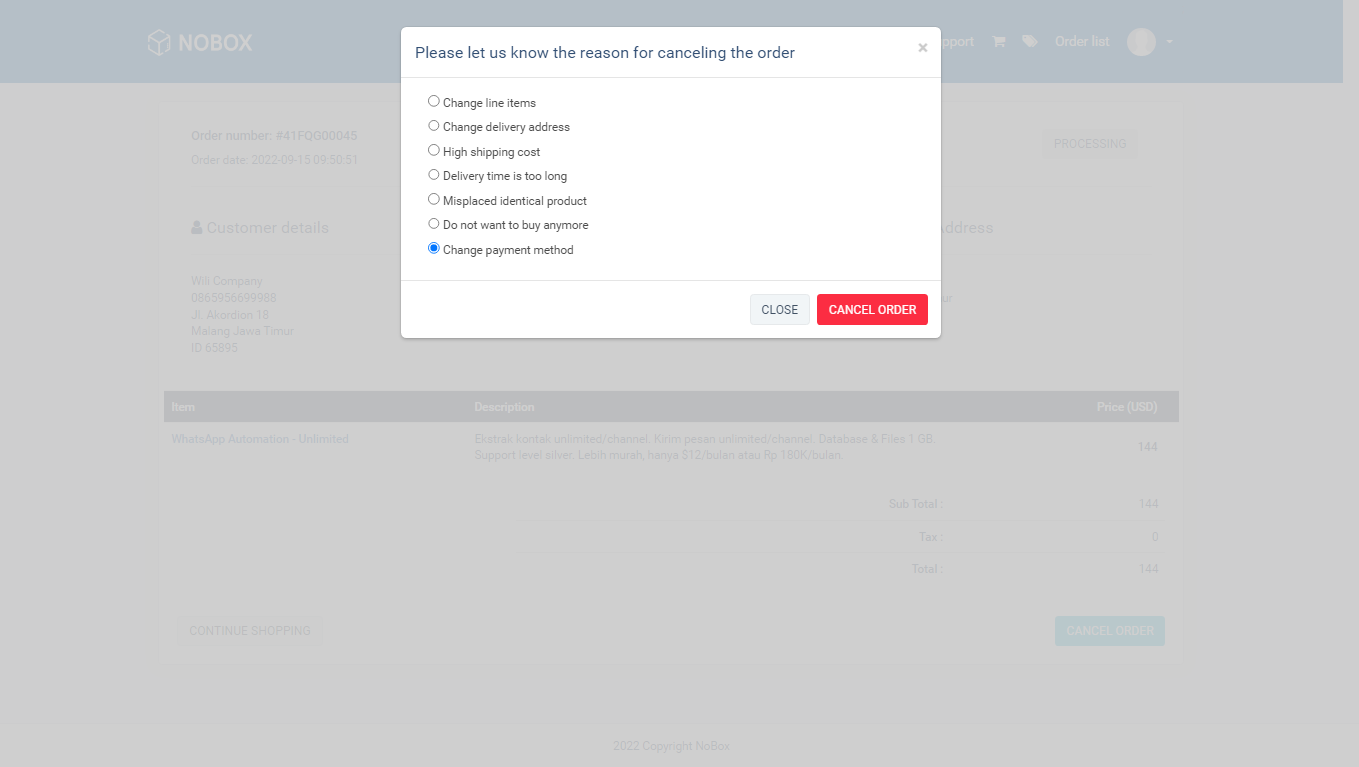 NOBOX
pport
Order list
Please let us know the reason for canceling the order
×
Change line items
Change delivery address
High shipping cost
Delivery time is too long
Misplaced identical product
Do not want to buy anymore
Change payment method
CLOSE
CANCEL ORDER
Order number: #41FQG00045
Order date: 2022-09-15 09:50:51
PROCESSING
Customer details
Address
Wili Company
0865956699988
Jl. Akordion 18
Malang Jawa Timur
ID 65895
ur
Item Description Price (USD)
WhatsApp Automation - Unlimited
Ekstrak kontak unlimited/channel. Kirim pesan unlimited/channel. Database & Files 1 GB.
Support level silver. Lebih murah, hanya $12/bulan atau Rp 180K/bulan.
144
Sub Total : 144
Tax : 0
Total : 144
CONTINUE SHOPPING
CANCEL ORDER
2022 Copyright NoBox